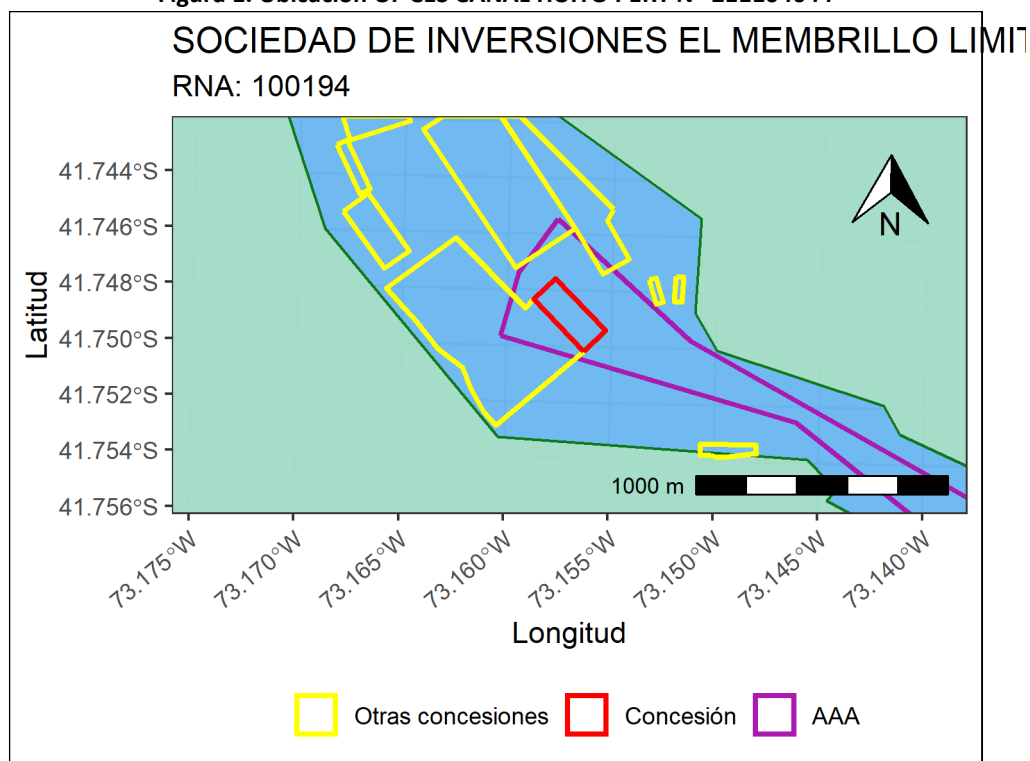 SOCIEDAD DE INVERSIONES EL MEMBRILLO LIMIT
RNA: 100194
41.744°S
41.746°S
41.748°S
41.750°S
41.752°S
41.754°S
41.756°S
Latitud
N
1000 m
73.175°W
73.170°W
73.165°W
73.160°W
73.155°W
73.150°W
73.145°W
73.140°W
Longitud
Otras concesiones
Concesión
AAA